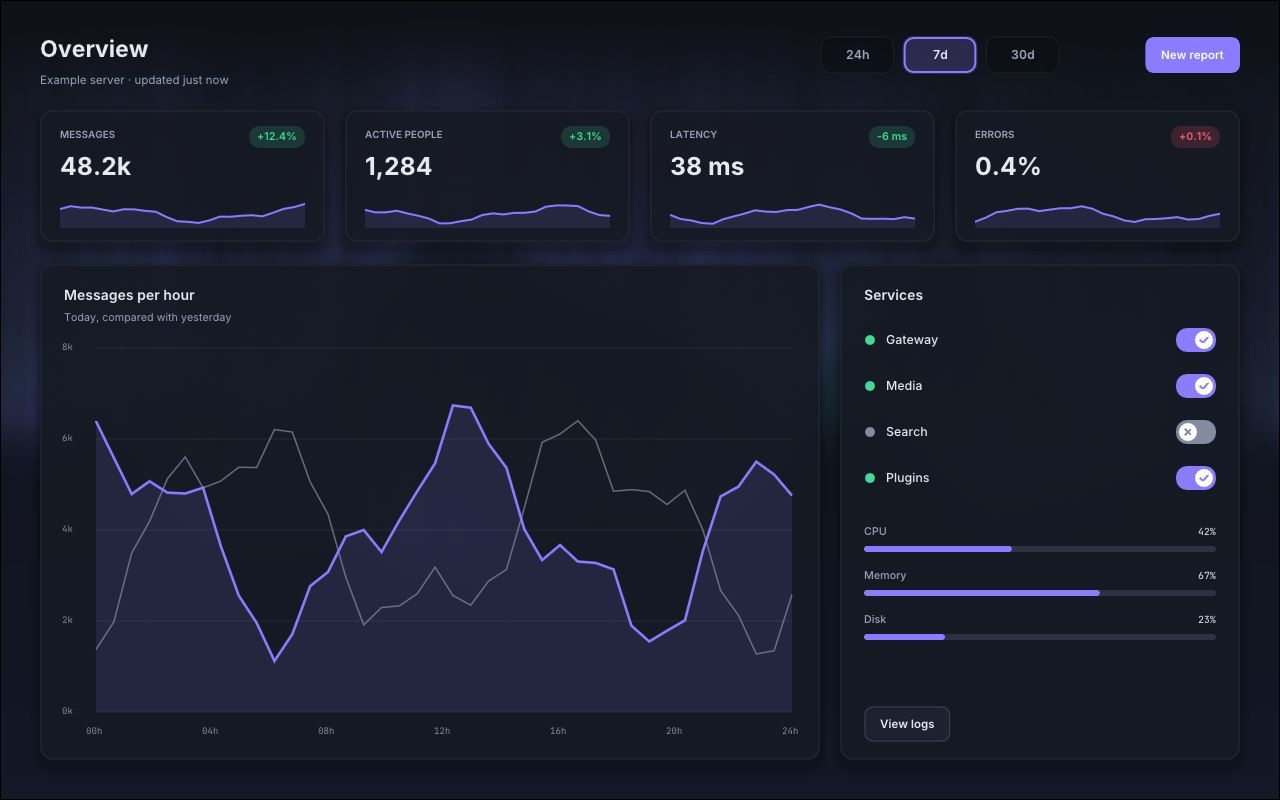 Overview
Example server · updated just now
24h
7d
30d
New report
MESSAGES
+12.4%
48.2k
ACTIVE PEOPLE
+3.1%
1,284
LATENCY
-6 ms
38 ms
ERRORS
+0.1%
0.4%
Messages per hour
Today, compared with yesterday
8k
6k
4k
2k
0k
00h 04h 08h 12h 16h 20h 24h
Services
Gateway
Media
Search
Plugins
CPU 42%
Memory 67%
Disk 23%
View logs